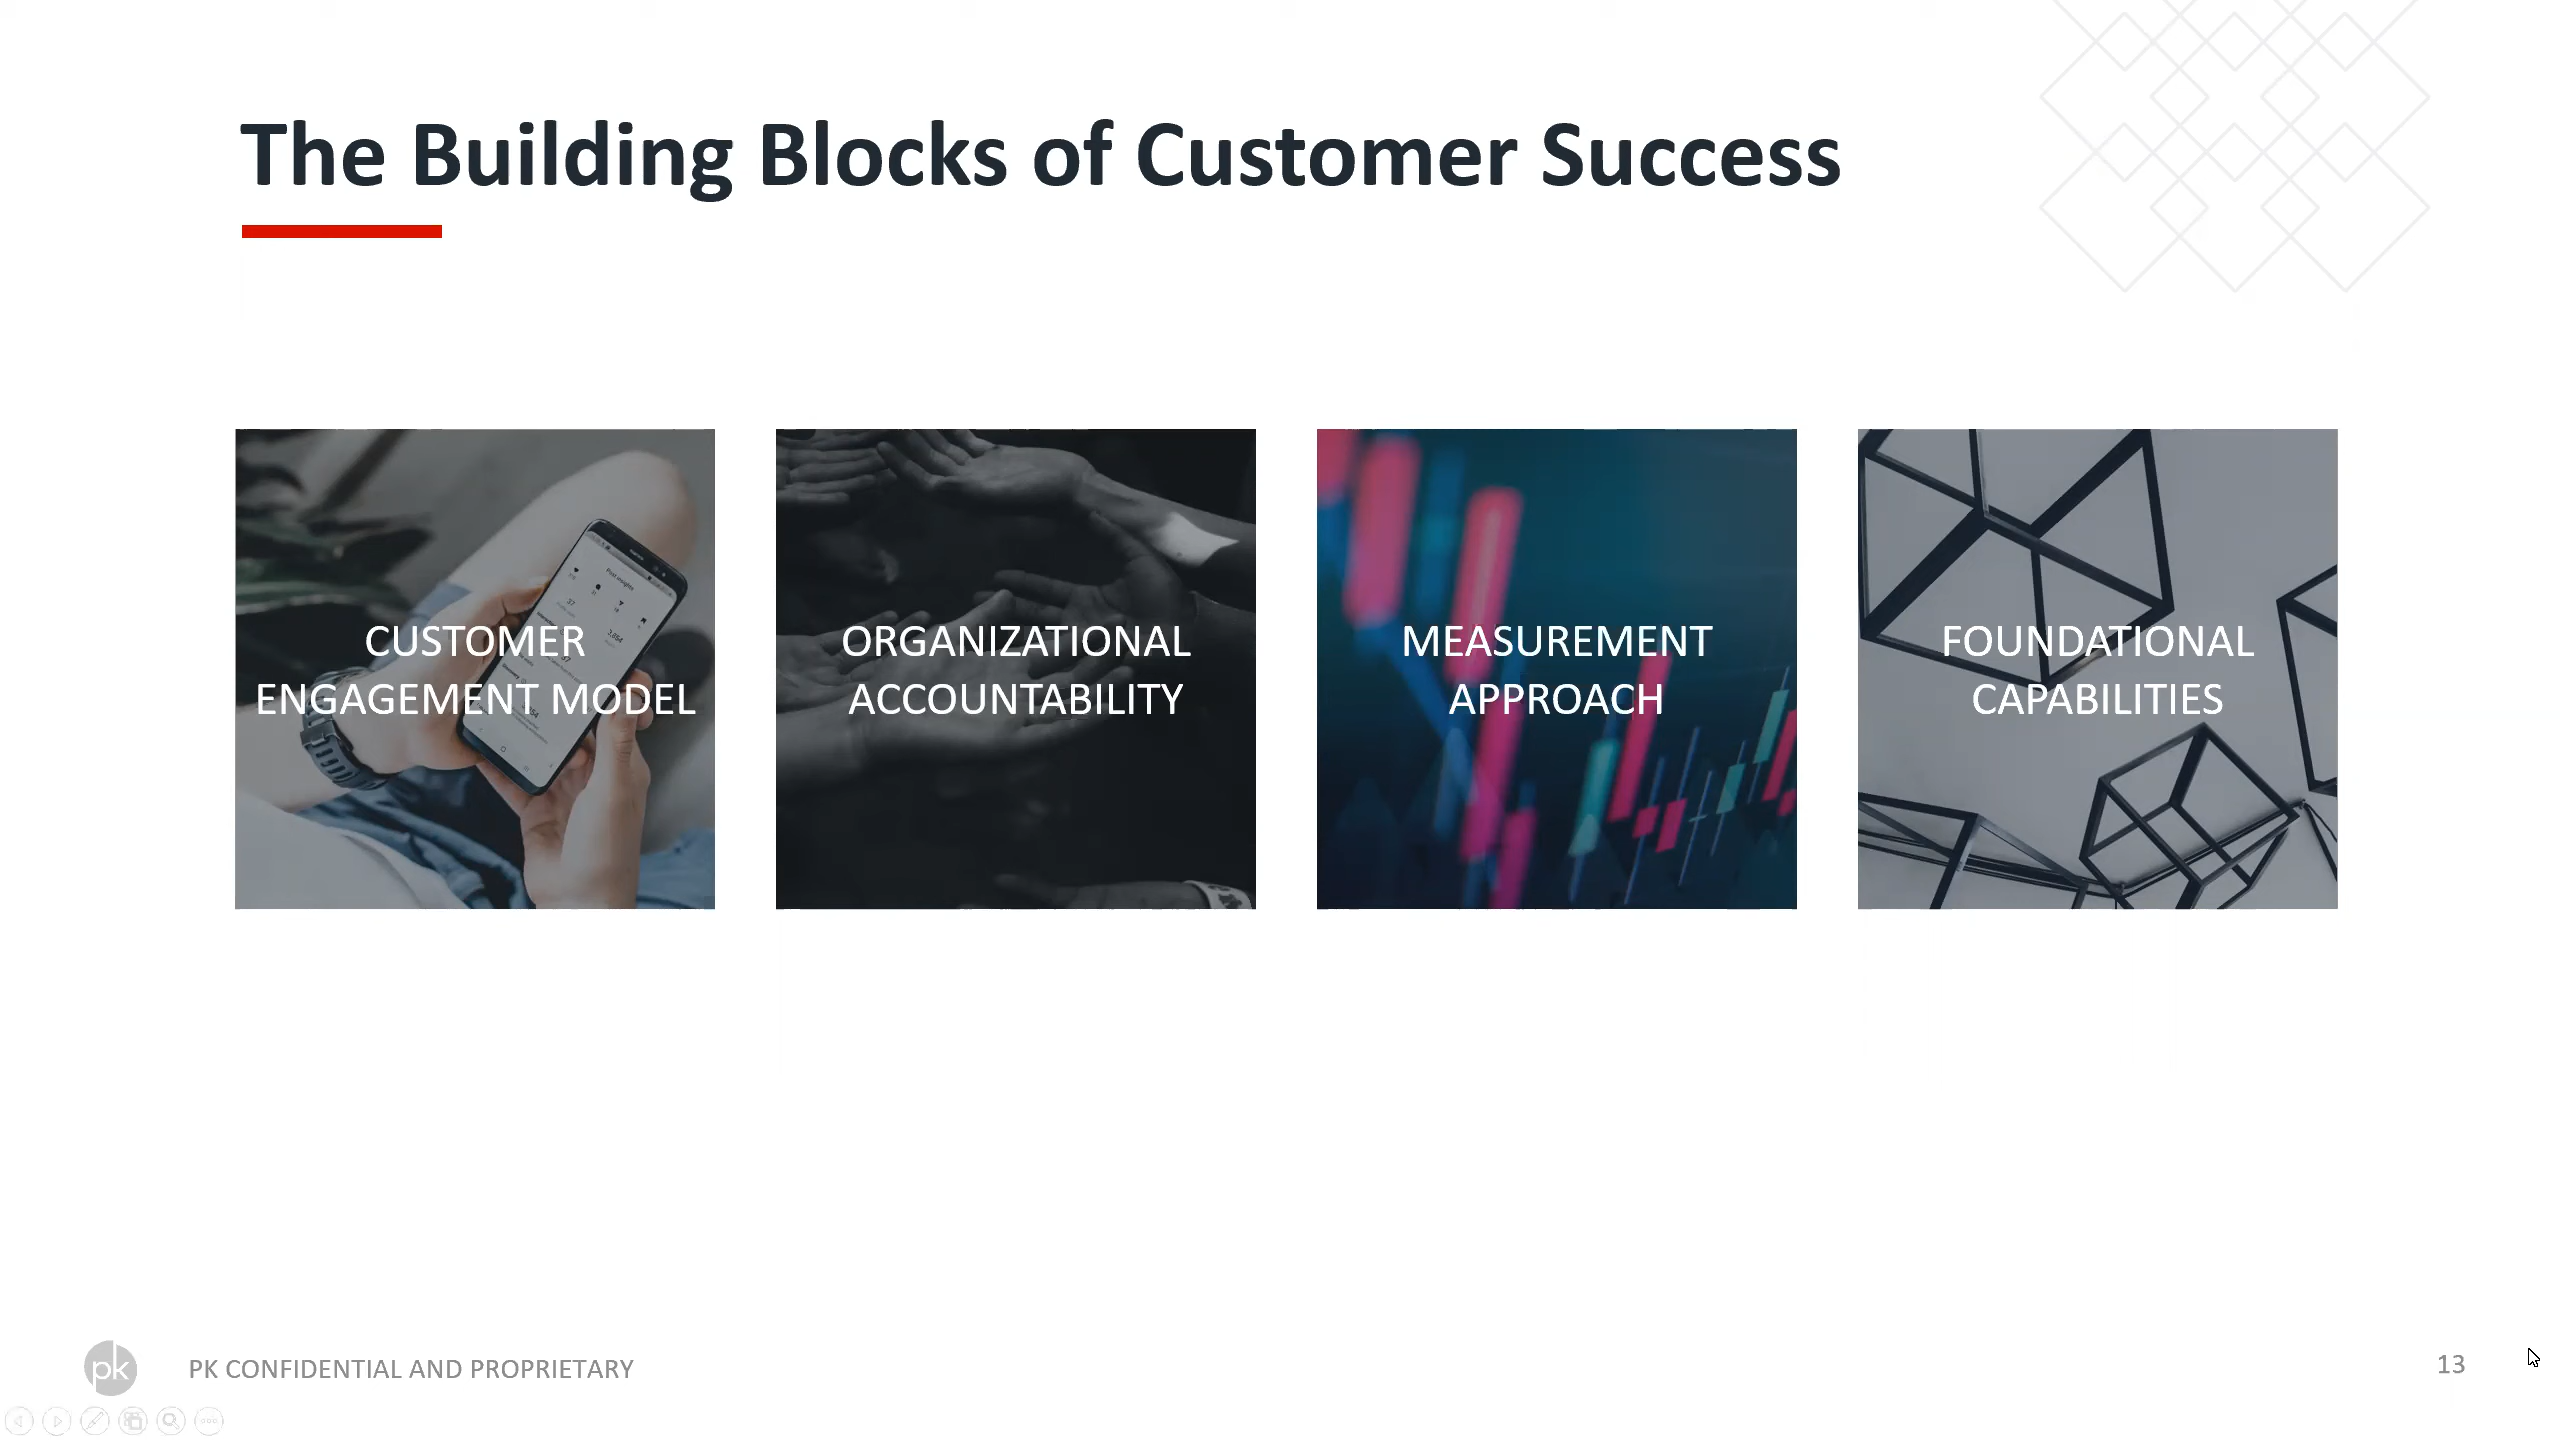 The Building Blocks of Customer Success
CUSTOMER
ENGAGEMENT MODEL
ORGANIZATIONAL
ACCOUNTABILITY
MEASUREMENT
APPROACH
FOUNDATIONAL
CAPABILITIES
pk
PK CONFIDENTIAL AND PROPRIETARY
13